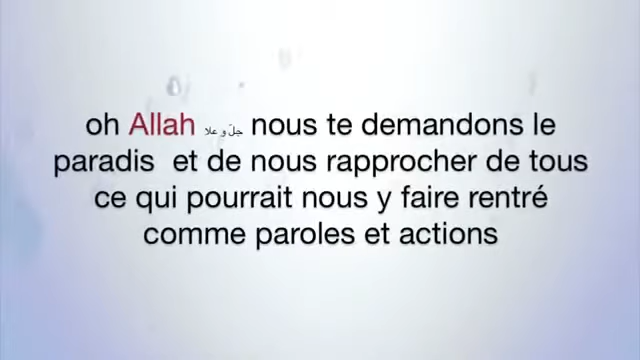 oh Allah جلّ و علا nous te demandons le
paradis et de nous rapprocher de tous
ce qui pourrait nous y faire rentré
comme paroles et actions